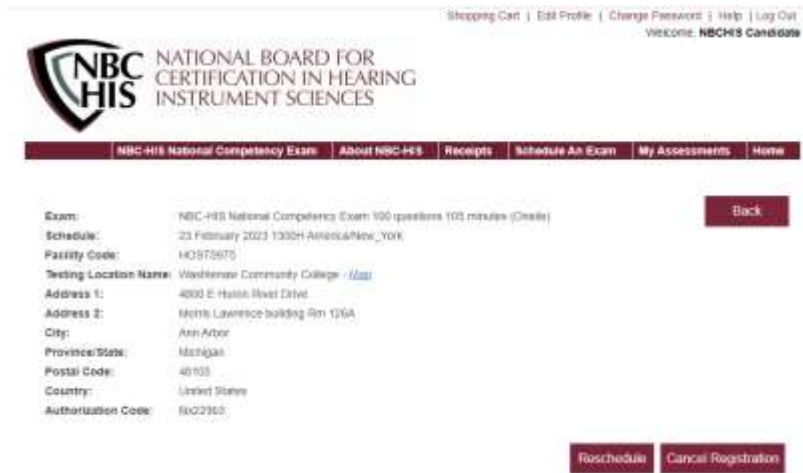 Shopping Cart | Edit Profile | Change Password | Help | Log Out
Welcome, NBCHIS Candidate
NBC HIS
NATIONAL BOARD FOR
CERTIFICATION IN HEARING
INSTRUMENT SCIENCES
NBC-HIS National Competency Exam | About NBC-HIS | Receipts | Schedule An Exam | My Assessments | Home
Back
Exam: NBC-HIS National Competency Exam 100 questions 105 minutes (Onsite)
Schedule: 23 February 2023 1300H America/New_York
Facility Code:
Testing Location Name: Washtenaw Community College - Map
Address 1: 4800 E Huron River Drive
Address 2: Morris Lawrence building Rm 126A
City: Ann Arbor
Province/State: Michigan
Postal Code: 48105
Country: United States
Authorization Code:
Reschedule Cancel Registration